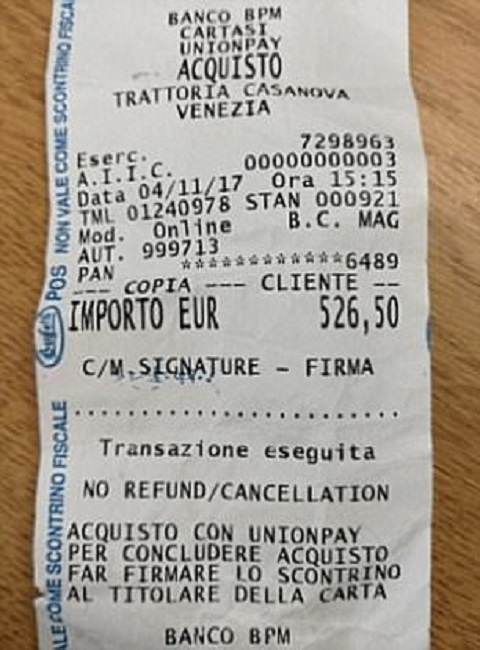 BANCO BPM
CARTASI
UNIONPAY
ACQUISTO
TRATTORIA CASANOVA
VENEZIA
Eserc. 7298963
A.I.I.C. 00000000003
Data 04/11/17 Ora 15:15
TML 01240978 STAN 000921
Mod. Online B.C. MAG
AUT. 999713
PAN ************6489
--- COPIA --- CLIENTE --
IMPORTO EUR 526,50
C/M.SIGNATURE - FIRMA
.............................
Transazione eseguita
NO REFUND/CANCELLATION
ACQUISTO CON UNIONPAY
PER CONCLUDERE ACQUISTO
FAR FIRMARE LO SCONTRINO
AL TITOLARE DELLA CARTA
BANCO BPM
POS NON VALE COME SCONTRINO FISCA
ALE COME SCONTRINO FISCALE